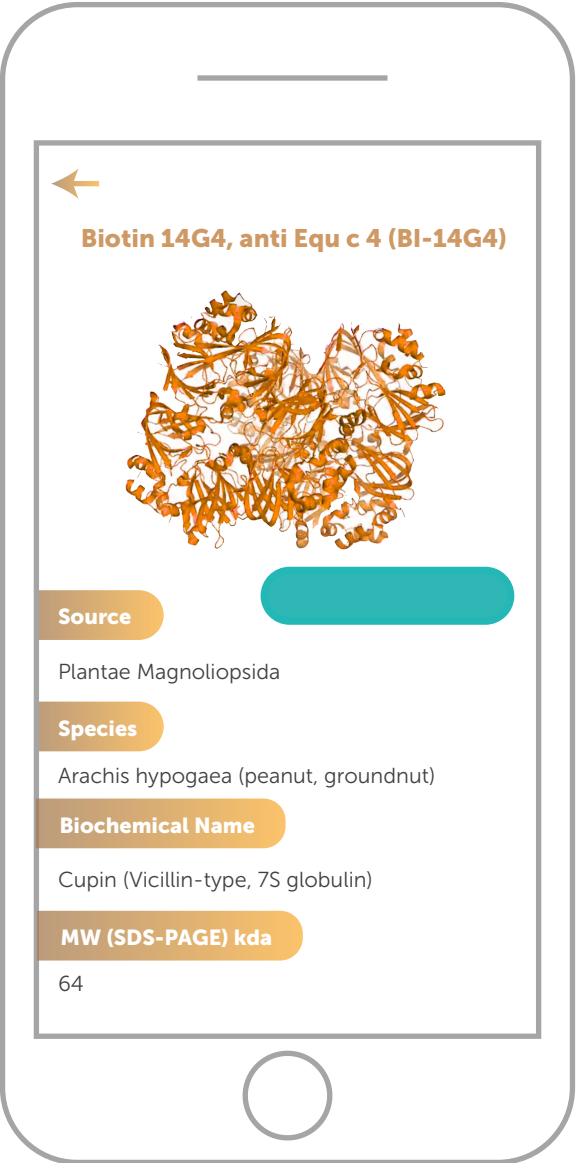 Biotin 14G4, anti Equ c 4 (BI-14G4)
Source
Plantae Magnoliopsida
Species
Arachis hypogaea (peanut, groundnut)
Biochemical Name
Cupin (Vicillin-type, 7S globulin)
MW (SDS-PAGE) kda
64